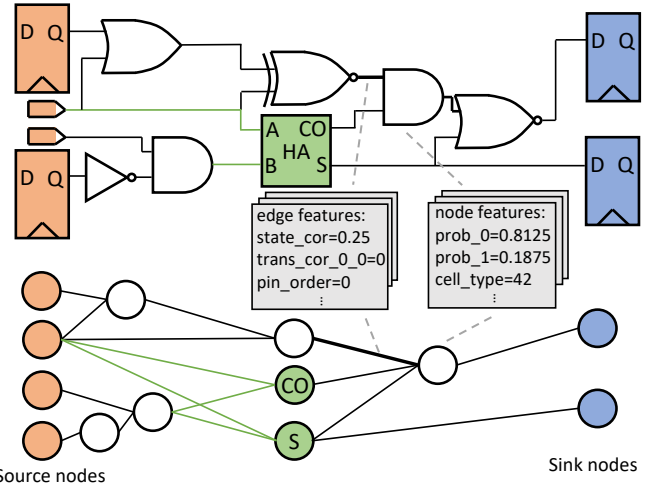 D Q
D Q
A CO
HA
B S
D Q
D Q
edge features:
state_cor=0.25
trans_cor_0_0=0
pin_order=0
⋮
node features:
prob_0=0.8125
prob_1=0.1875
cell_type=42
⋮
CO
S
Source nodes
Sink nodes